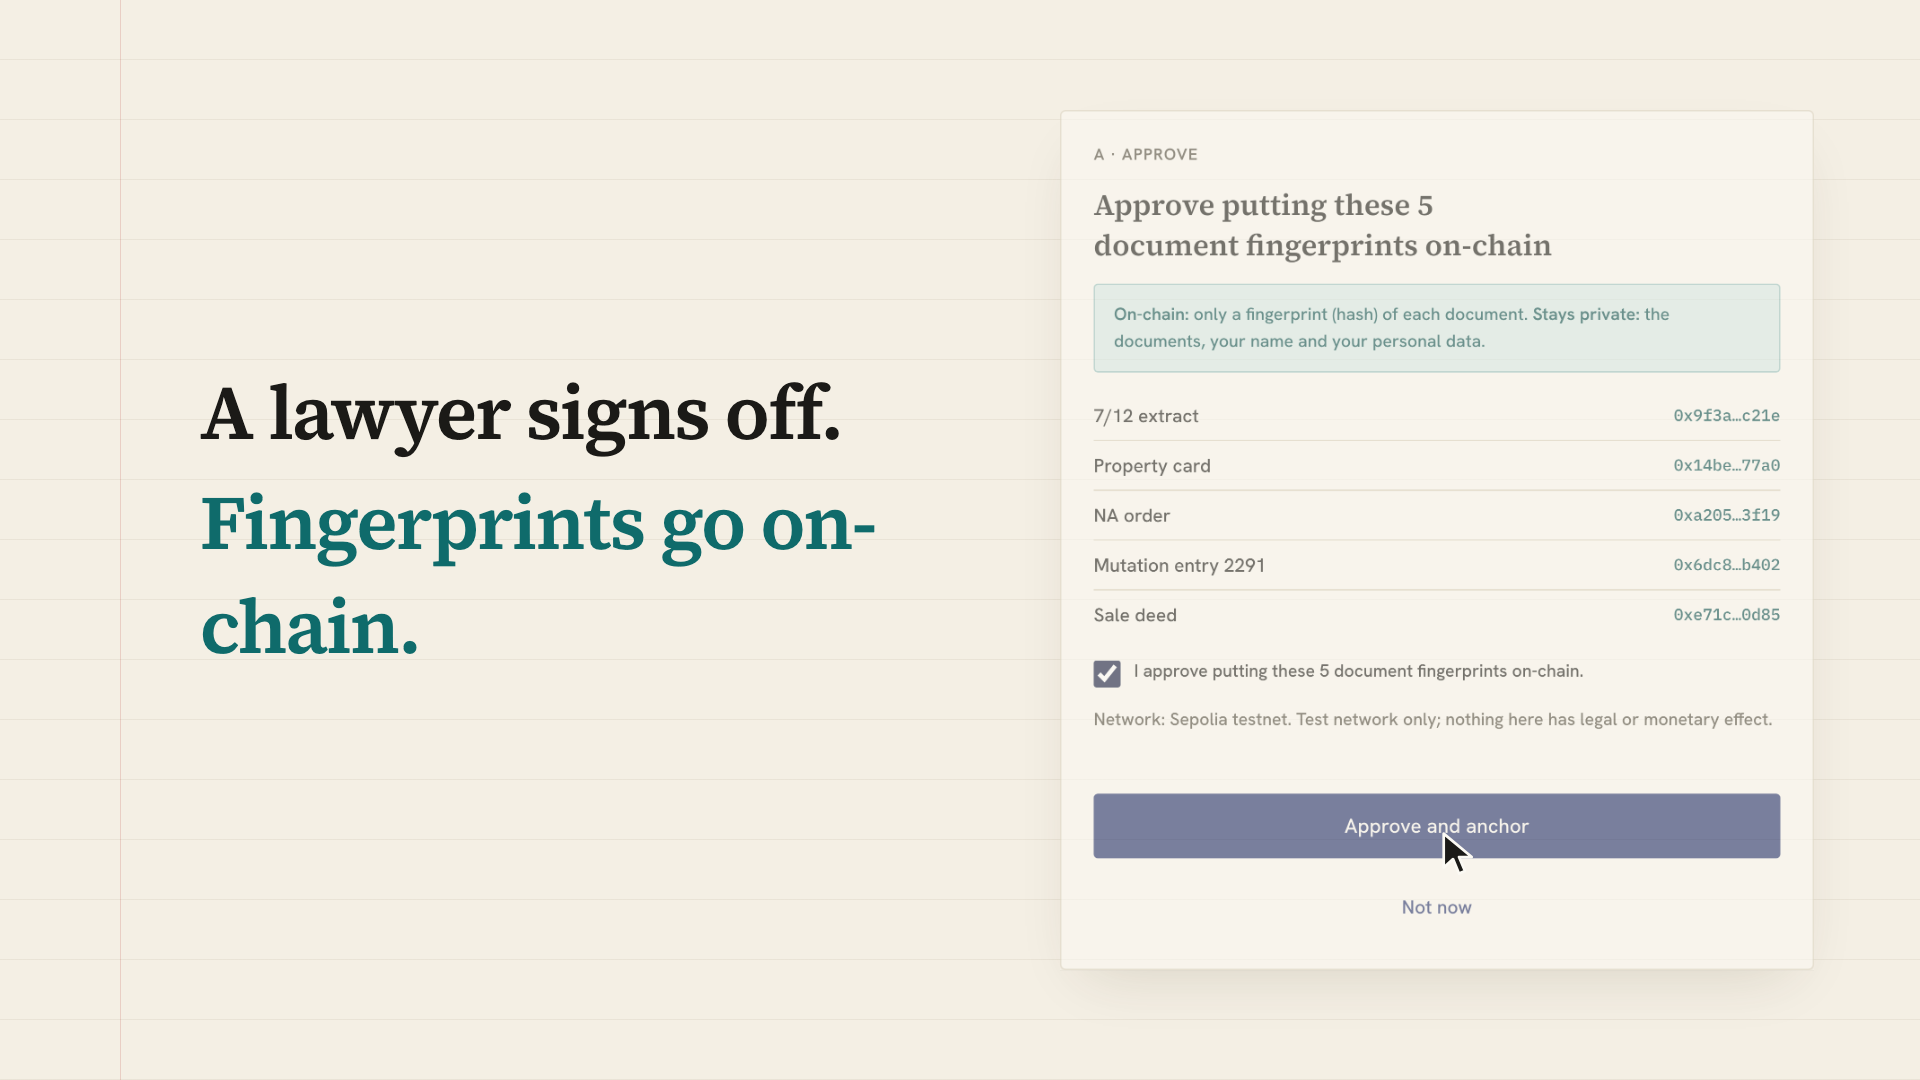 A lawyer signs off.
Fingerprints go on-
chain.
A · APPROVE
Approve putting these 5
document fingerprints on-chain
On-chain: only a fingerprint (hash) of each document. Stays private: the
documents, your name and your personal data.
7/12 extract 0x9f3a…c21e
Property card 0x14be…77a0
NA order 0xa205…3f19
Mutation entry 2291 0x6dc8…b402
Sale deed 0xe71c…0d85
I approve putting these 5 document fingerprints on-chain.
Network: Sepolia testnet. Test network only; nothing here has legal or monetary effect.
Approve and anchor
Not now